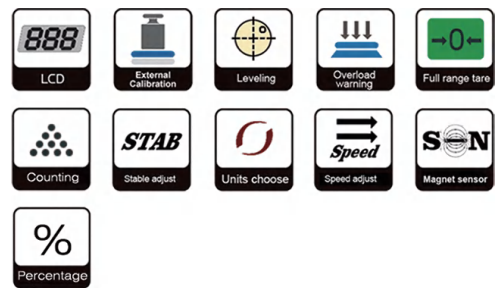 888
LCD
External
Calibration
Leveling
Overload
warning
→0←
Full range tare
Counting
STAB
Stable adjust
Units choose
Speed
Speed adjust
S N
Magnet sensor
%
Percentage